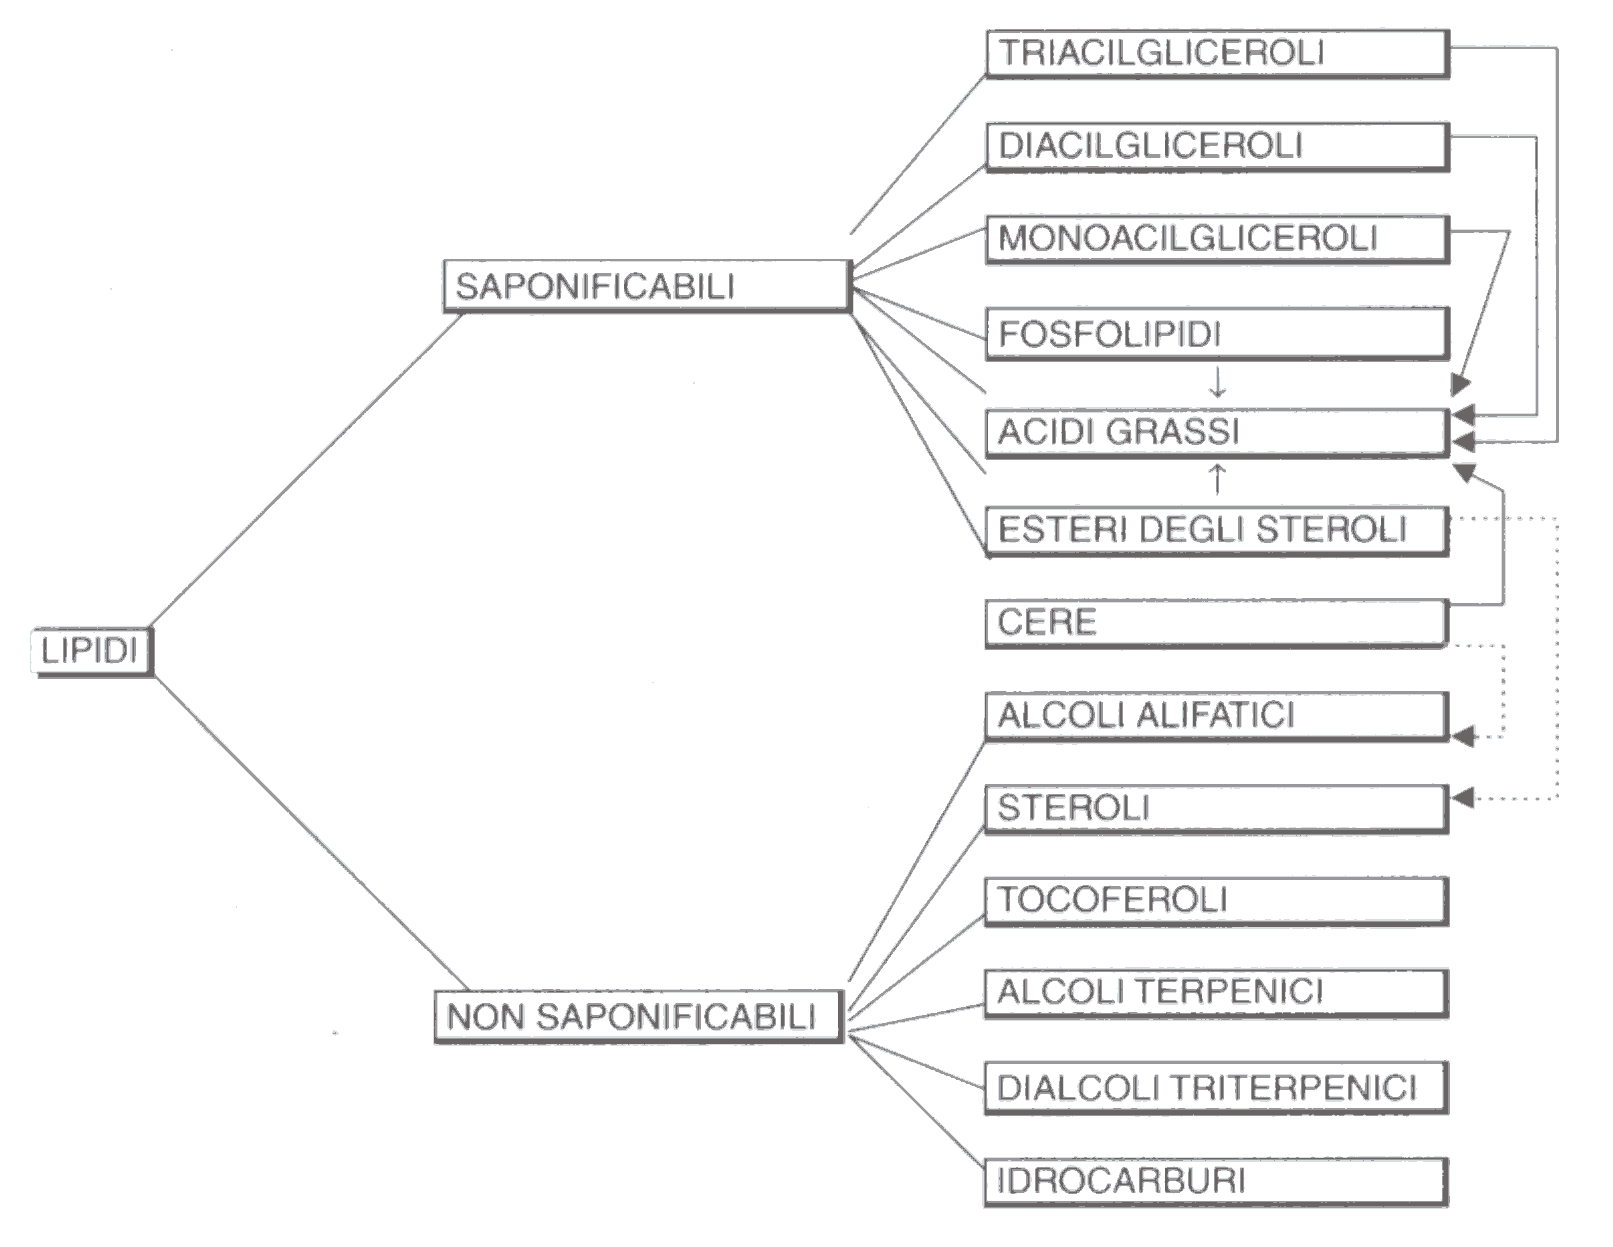 TRIACILGLICEROLI
DIACILGLICEROLI
MONOACILGLICEROLI
SAPONIFICABILI
FOSFOLIPIDI
ACIDI GRASSI
ESTERI DEGLI STEROLI
CERE
LIPIDI
ALCOLI ALIFATICI
STEROLI
TOCOFEROLI
ALCOLI TERPENICI
NON SAPONIFICABILI
DIALCOLI TRITERPENICI
IDROCARBURI